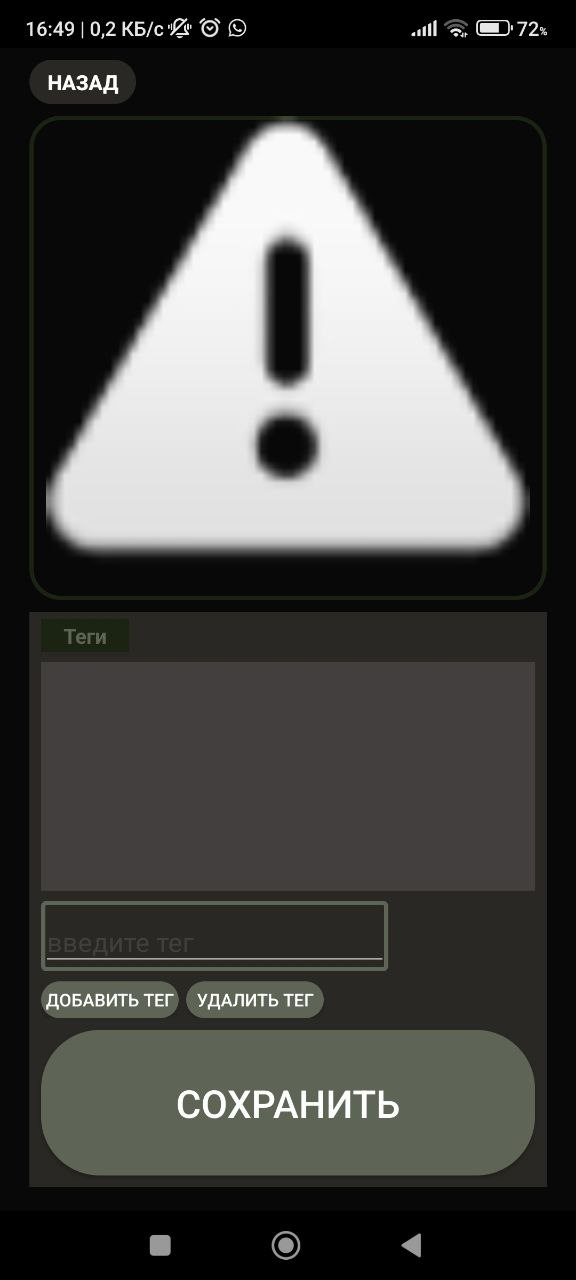 16:49 | 0,2 КБ/с 72%
НАЗАД
Теги
введите тег
ДОБАВИТЬ ТЕГ УДАЛИТЬ ТЕГ
СОХРАНИТЬ